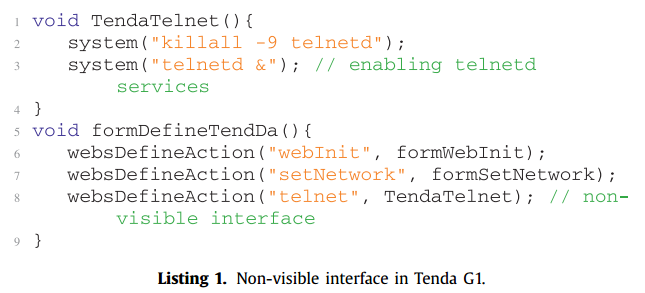 1 void TendaTelnet(){
2 system("killall -9 telnetd");
3 system("telnetd &"); // enabling telnetd
services
4 }
5 void formDefineTendDa(){
6 websDefineAction("webInit", formWebInit);
7 websDefineAction("setNetwork", formSetNetwork);
8 websDefineAction("telnet", TendaTelnet); // non-
visible interface
9 }
Listing 1. Non-visible interface in Tenda G1.